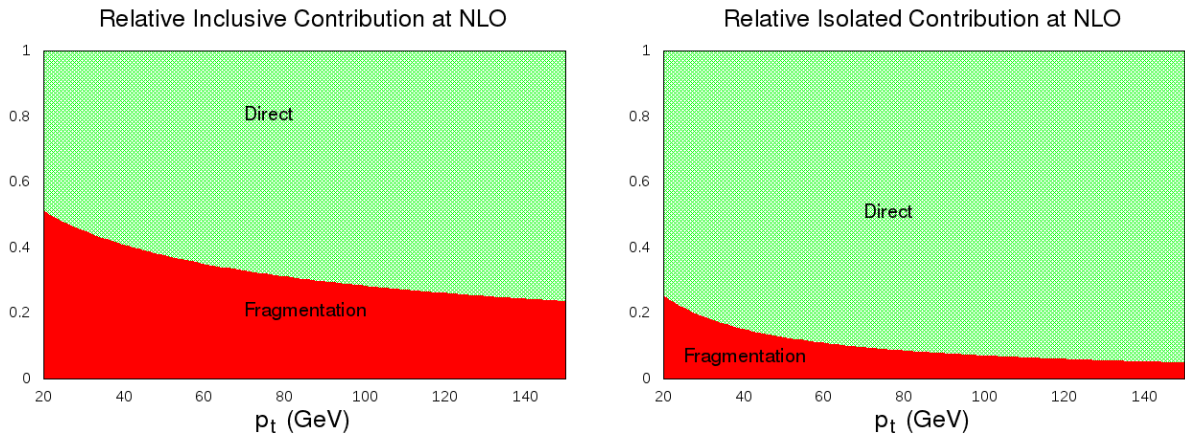 Relative Inclusive Contribution at NLO
1
0.8
0.6
0.4
0.2
0
Direct
Fragmentation
20 40 60 80 100 120 140
p_t (GeV)
Relative Isolated Contribution at NLO
1
0.8
0.6
0.4
0.2
0
Direct
Fragmentation
20 40 60 80 100 120 140
p_t (GeV)